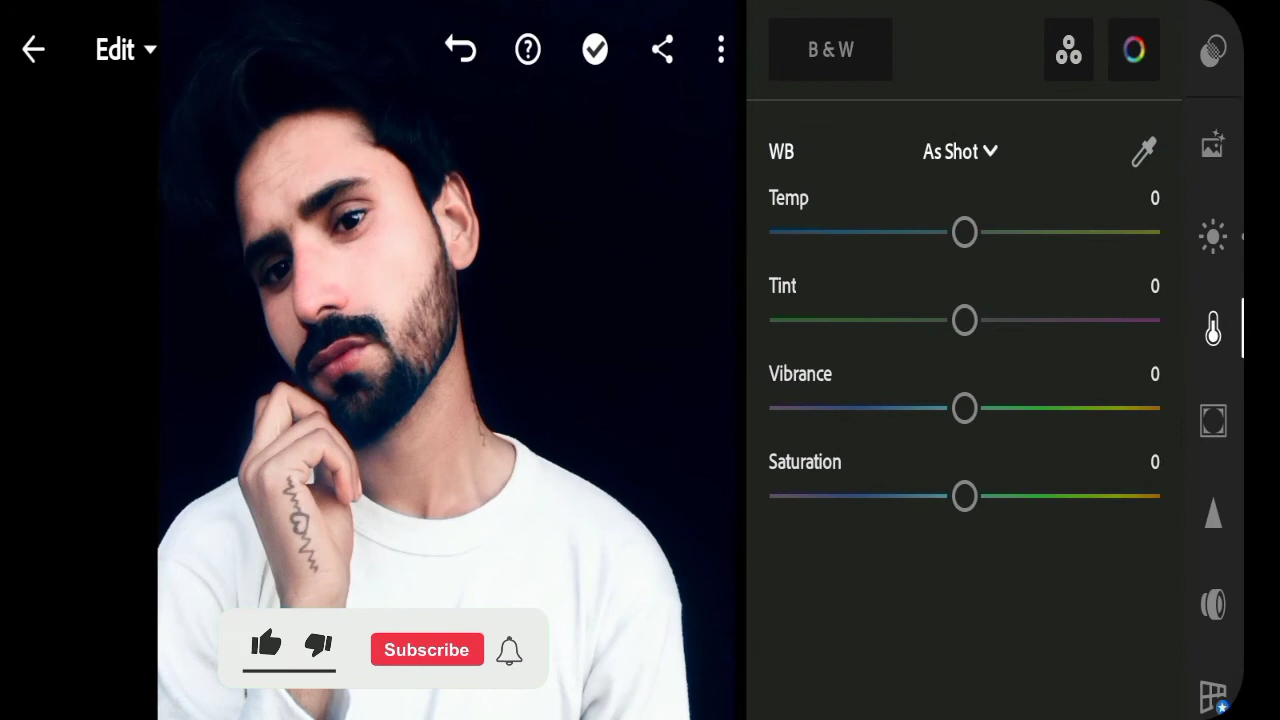 Edit
B & W
WB
As Shot
Temp
0
Tint
0
Vibrance
0
Saturation
0
Subscribe